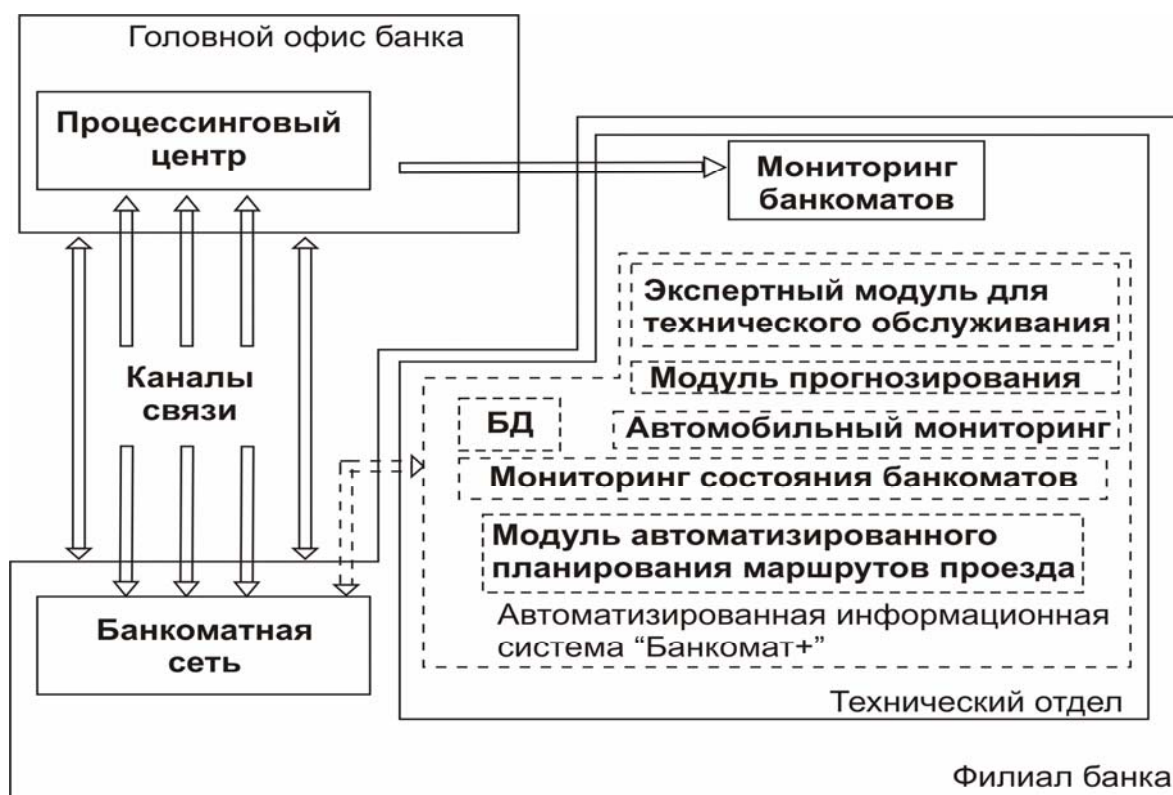 Головной офис банка
Процессинговый
центр
Мониторинг
банкоматов
Экспертный модуль для
технического обслуживания
Модуль прогнозирования
БД
Автомобильный мониторинг
Мониторинг состояния банкоматов
Модуль автоматизированного
планирования маршрутов проезда
Автоматизированная информационная
система “Банкомат+”
Технический отдел
Каналы
связи
Банкоматная
сеть
Филиал банка